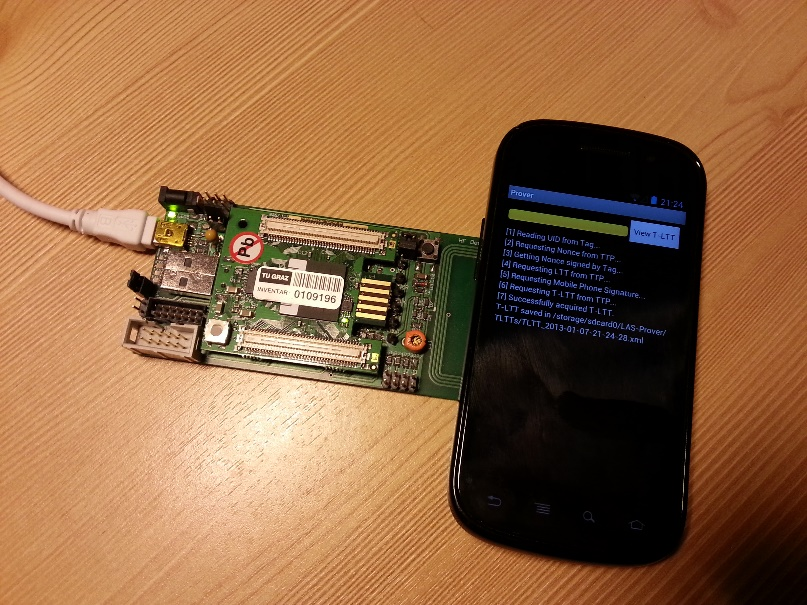 TU GRAZ
INVENTAR 0109196
Pb
HF
21:24
Prover
View T-LTT
[1] Reading UID from Tag...
[2] Requesting Nonce from TTP...
[3] Getting Nonce signed by Tag...
[4] Requesting LTT from TTP...
[5] Requesting Mobile Phone Signature...
[6] Requesting T-LTT from TTP...
[7] Successfully acquired T-LTT.
T-LTT saved in /storage/sdcard0/LAS-Prover/
TLTTs/TLTT_2013-01-07-21-24-28.xml